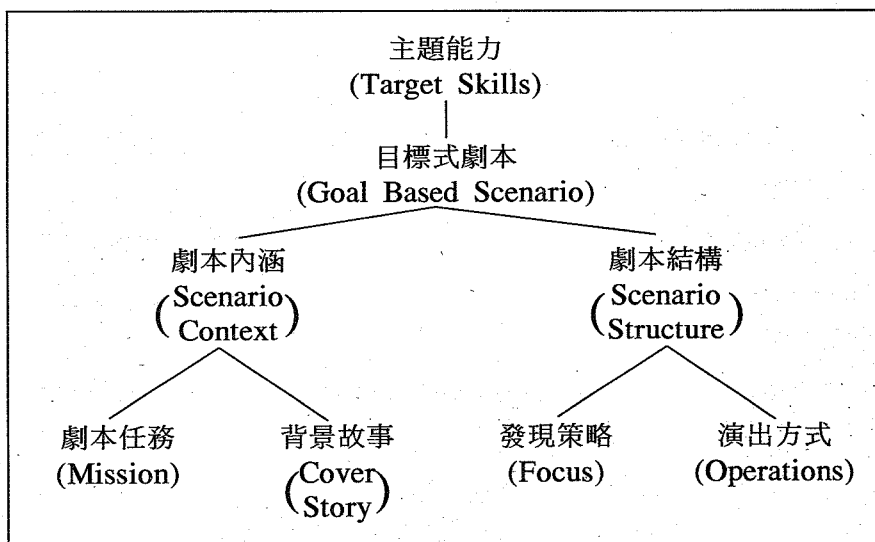 主題能力
(Target Skills)
目標式劇本
(Goal Based Scenario)
劇本內涵
(Scenario
Context)
劇本結構
(Scenario
Structure)
劇本任務
(Mission)
背景故事
(Cover
Story)
發現策略
(Focus)
演出方式
(Operations)